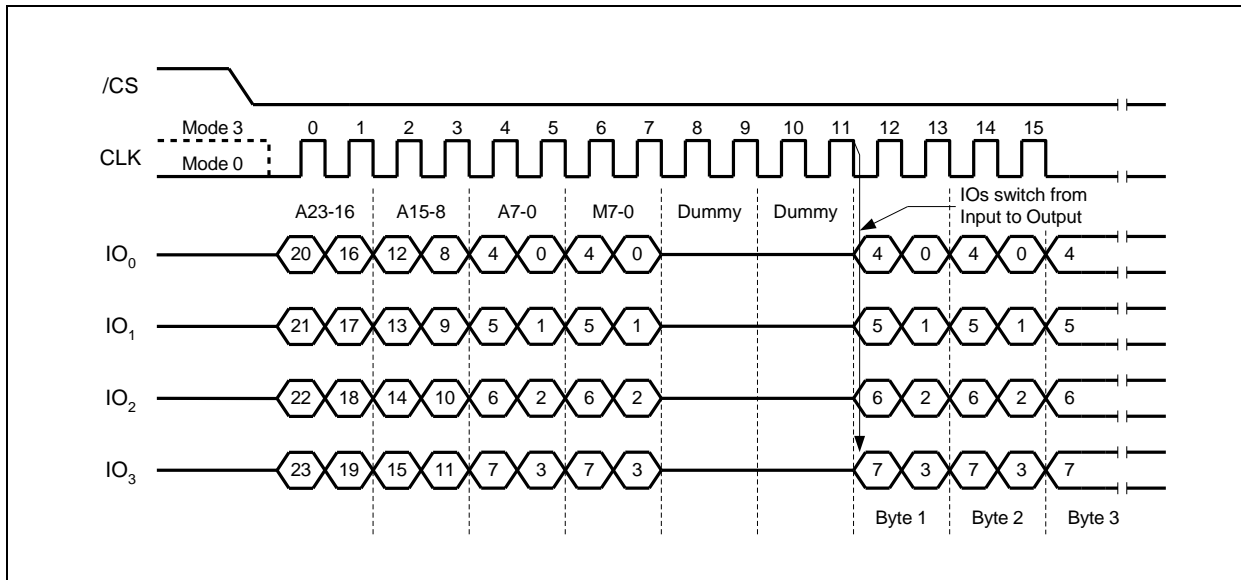 /CS
Mode 3 0 1 2 3 4 5 6 7 8 9 10 11 12 13 14 15
CLK
Mode 0
IOs switch from
Input to Output
A23-16 A15-8 A7-0 M7-0 Dummy Dummy
IO0 20 16 12 8 4 0 4 0 4 0 4 0 4
IO1 21 17 13 9 5 1 5 1 5 1 5 1 5
IO2 22 18 14 10 6 2 6 2 6 2 6 2 6
IO3 23 19 15 11 7 3 7 3 7 3 7 3 7
Byte 1 Byte 2 Byte 3